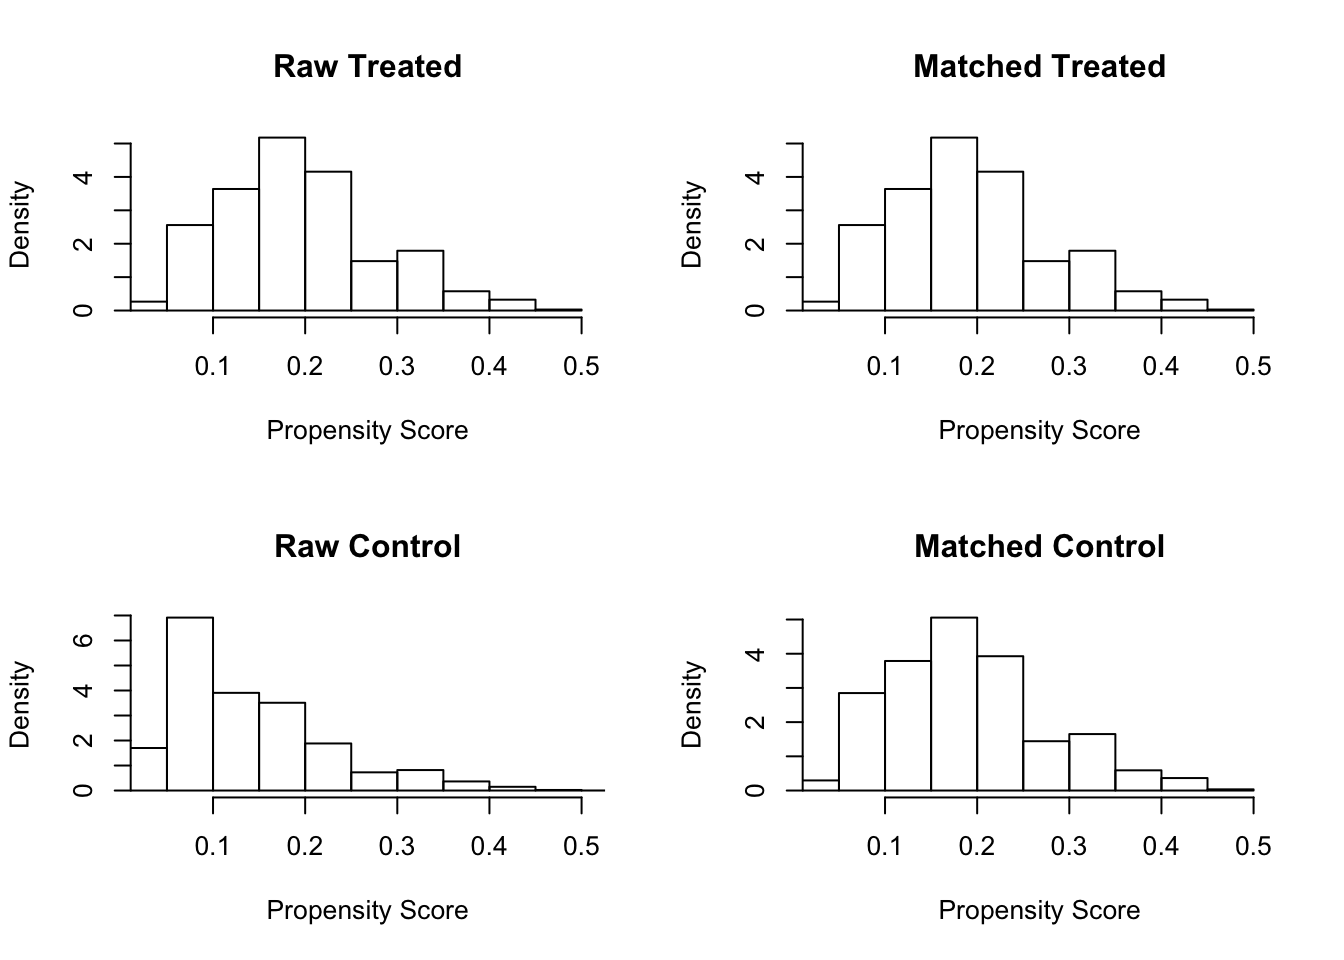 Raw Treated
Density
0 2 4
0.1 0.2 0.3 0.4 0.5
Propensity Score
Matched Treated
Density
0 2 4
0.1 0.2 0.3 0.4 0.5
Propensity Score
Raw Control
Density
0 2 4 6
0.1 0.2 0.3 0.4 0.5
Propensity Score
Matched Control
Density
0 2 4
0.1 0.2 0.3 0.4 0.5
Propensity Score